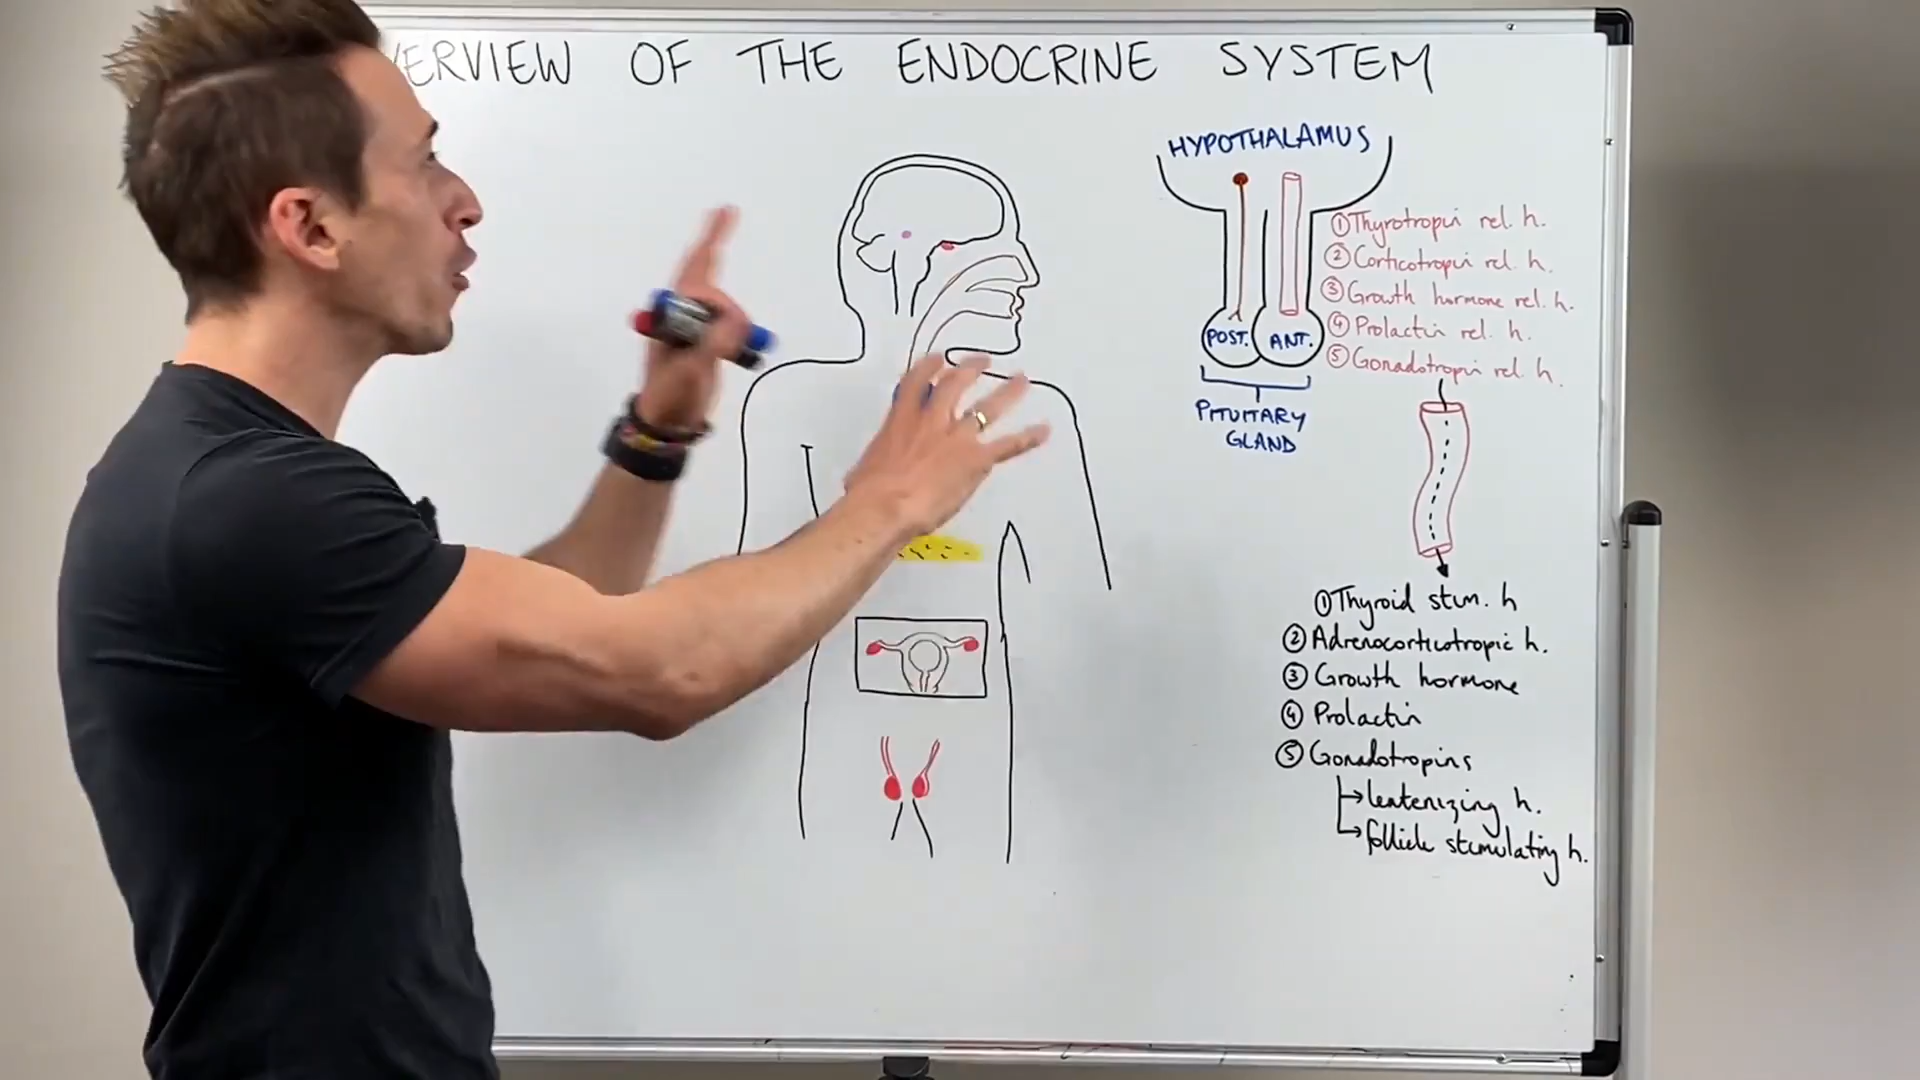 VERVIEW OF THE ENDOCRINE SYSTEM
HYPOTHALAMUS
POST. ANT.
PITUITARY
GLAND
① Thyrotropin rel. h.
② Corticotropin rel. h.
③ Growth hormone rel. h.
④ Prolactin rel. h.
⑤ Gonadotropin rel. h.
① Thyroid stim. h
② Adrenocorticotropic h.
③ Growth hormone
④ Prolactin
⑤ Gonadotropins
→ leutenizing h.
→ follicle stimulating h.